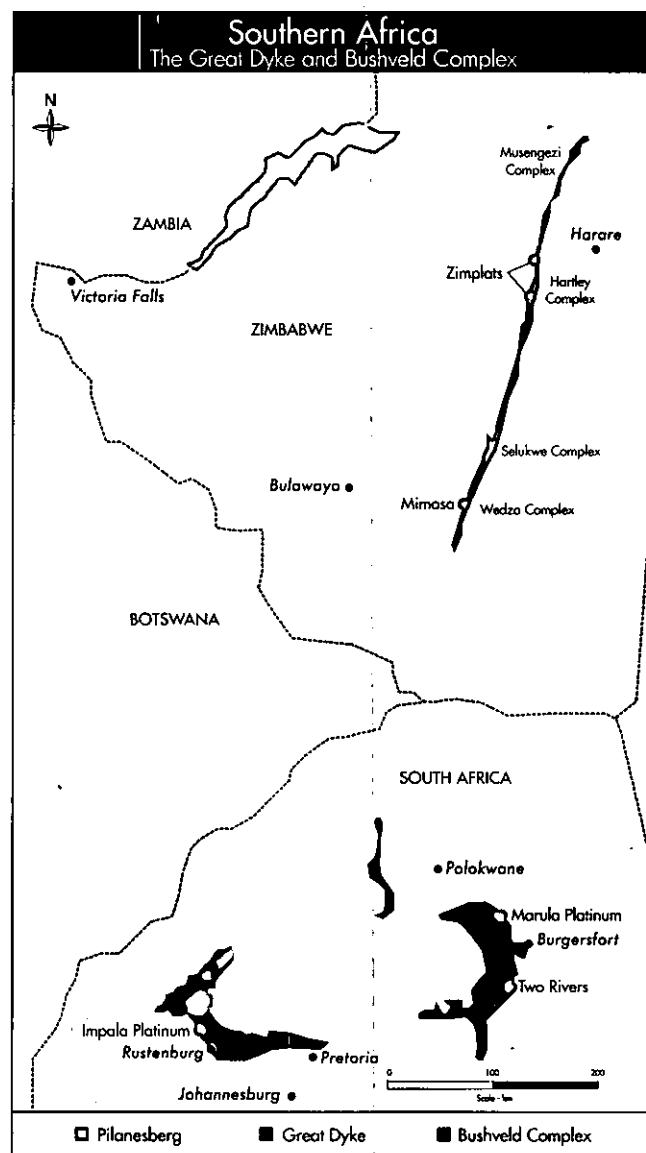 Southern Africa
The Great Dyke and Bushveld Complex
N
Musengezi
Complex
ZAMBIA
Harare
Zimplats
Victoria Falls
Hartley
Complex
ZIMBABWE
Selukwe Complex
Bulawayo
Mimosa
Wedza Complex
BOTSWANA
SOUTH AFRICA
Polokwane
Marula Platinum
Burgersfort
Two Rivers
Impala Platinum
Rustenburg
Pretoria
0 100 200
Scale - km
Johannesburg
Pilanesberg Great Dyke Bushveld Complex